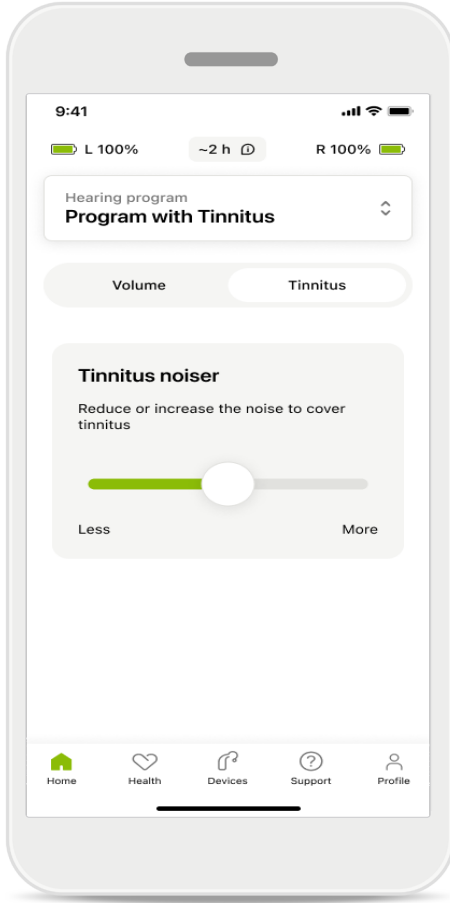 9:41
L 100% ~2 h R 100%
Hearing program
Program with Tinnitus
Volume Tinnitus
Tinnitus noiser
Reduce or increase the noise to cover
tinnitus
Less More
Home Health Devices Support Profile